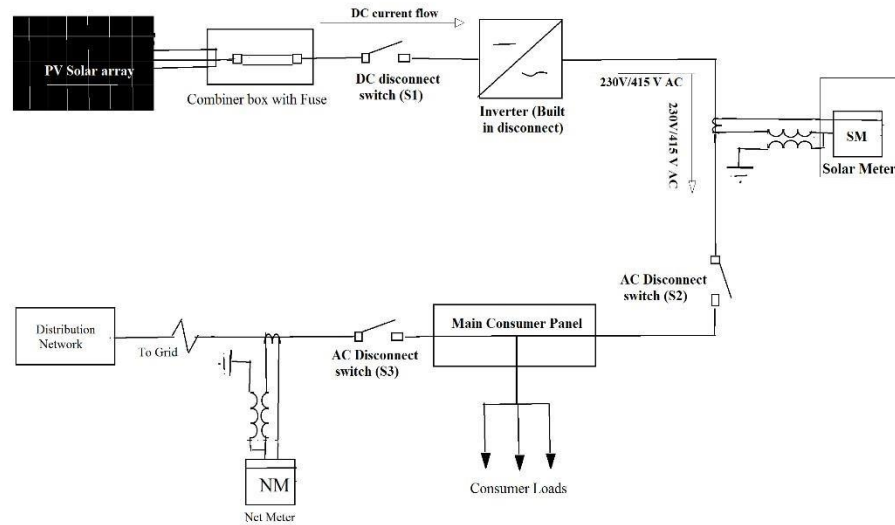 DC current flow
PV Solar array
Combiner box with Fuse
DC disconnect
switch (S1)
Inverter (Built
in disconnect)
230V/415 V AC
230V/415 V AC
SM
Solar Meter
AC Disconnect
switch (S2)
Distribution
Network
To Grid
AC Disconnect
switch (S3)
Main Consumer Panel
NM
Net Meter
Consumer Loads